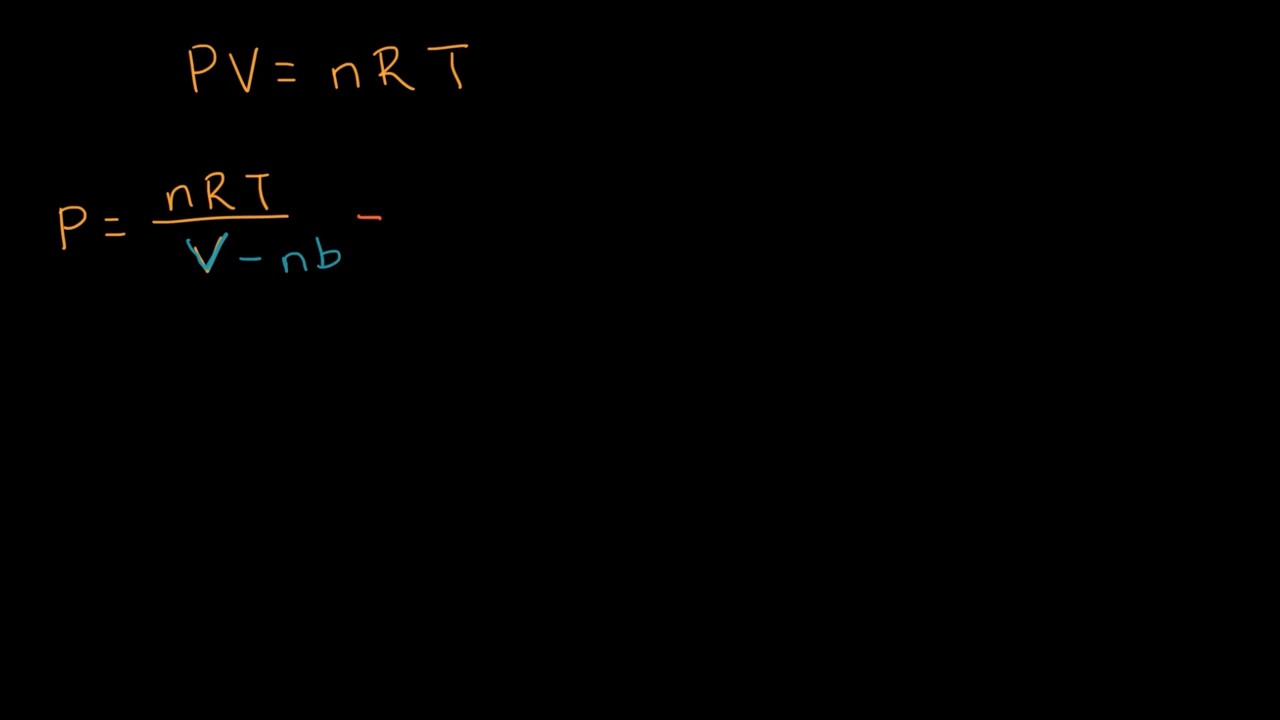 PV = nRT
P = nRT / V - nb -